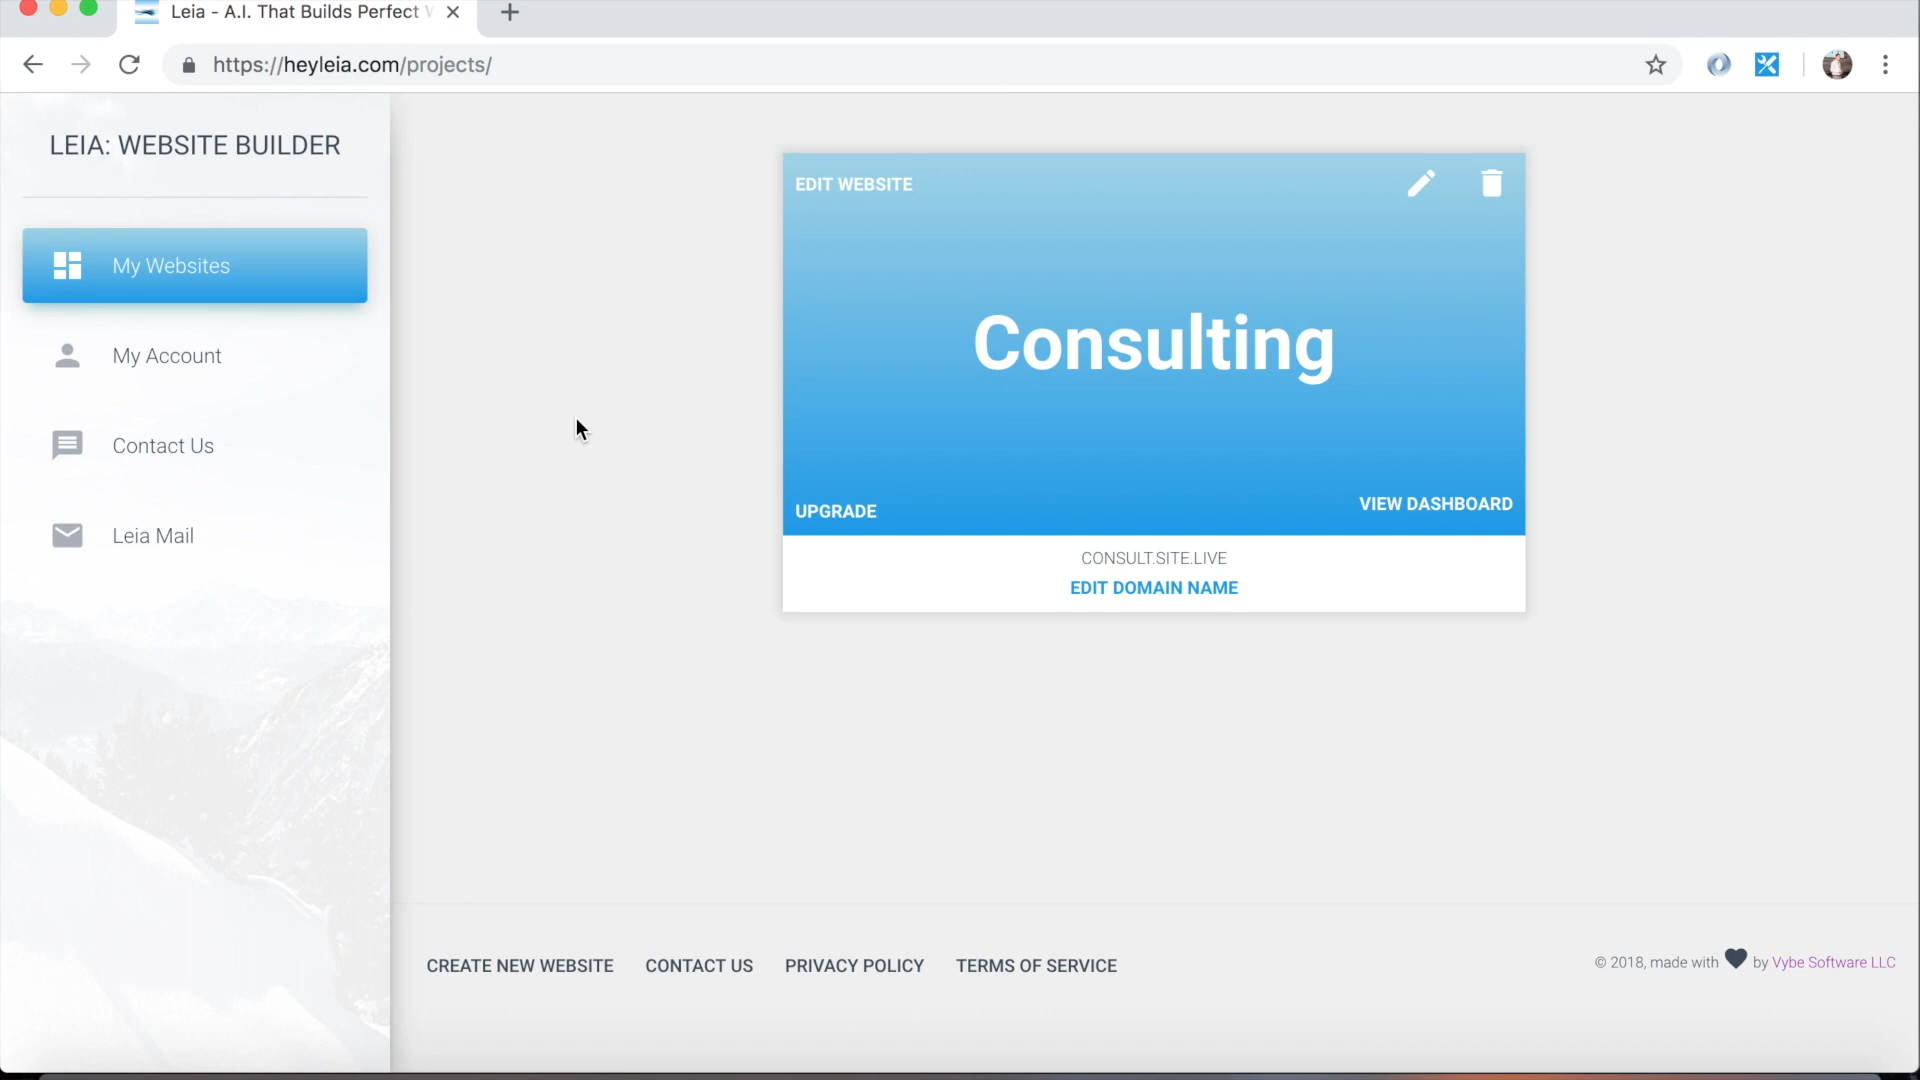 Leia - A.I. That Builds Perfect
https://heyleia.com/projects/
LEIA: WEBSITE BUILDER
My Websites
My Account
Contact Us
Leia Mail
EDIT WEBSITE
Consulting
UPGRADE
VIEW DASHBOARD
CONSULT.SITE.LIVE
EDIT DOMAIN NAME
CREATE NEW WEBSITE
CONTACT US
PRIVACY POLICY
TERMS OF SERVICE
© 2018, made with by Vybe Software LLC